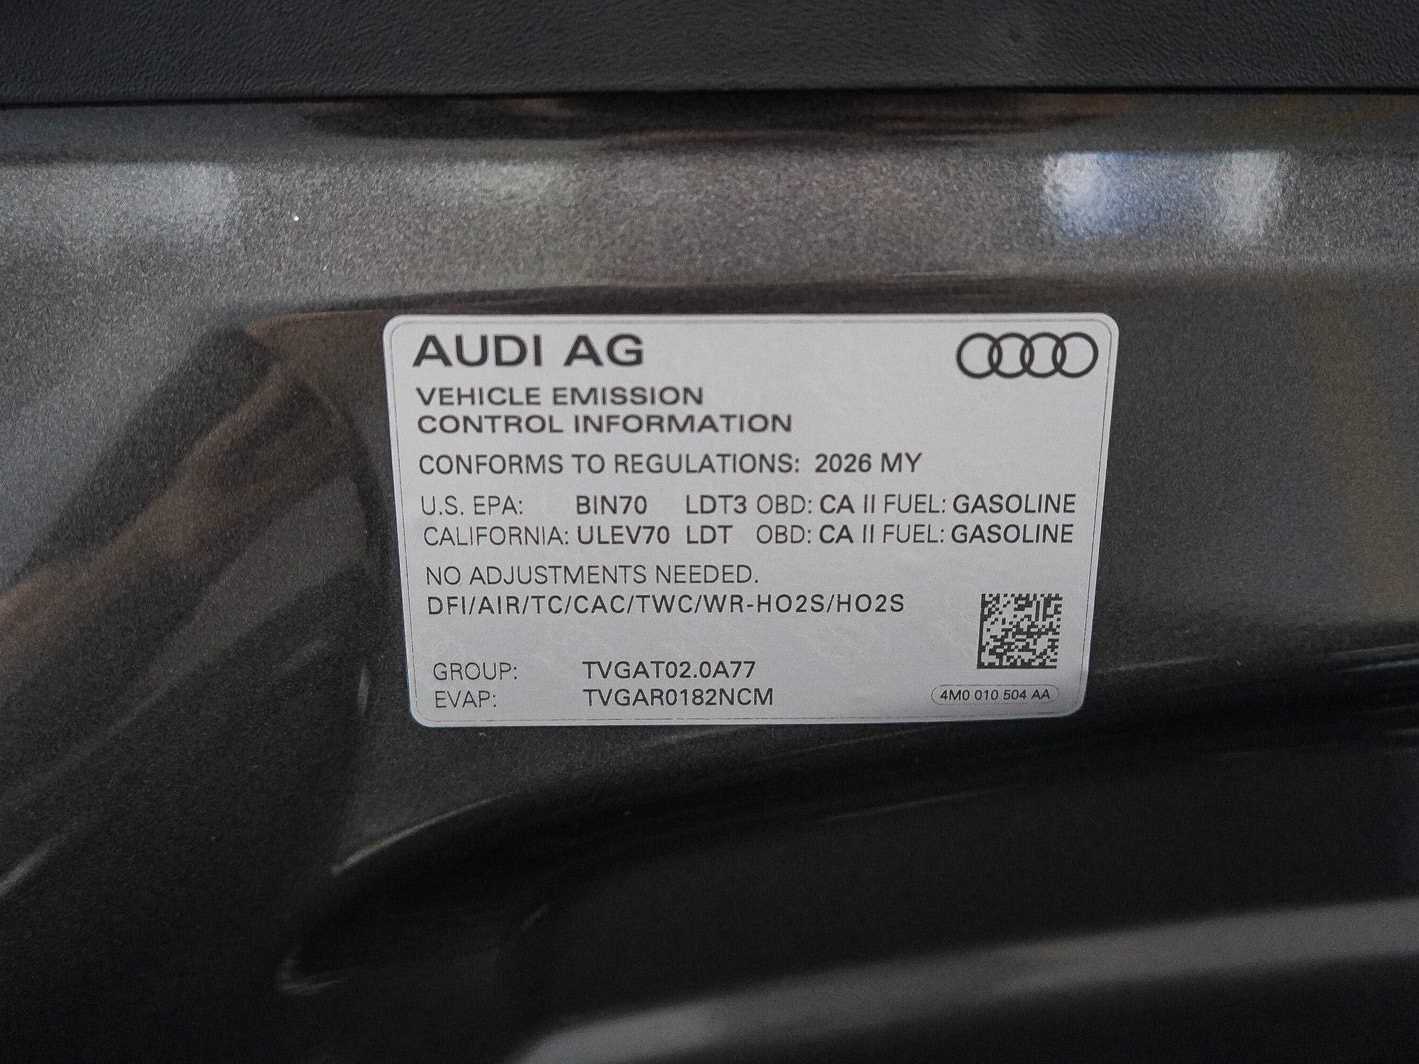 AUDI AG
VEHICLE EMISSION
CONTROL INFORMATION
CONFORMS TO REGULATIONS: 2026 MY
U.S. EPA: BIN70 LDT3 OBD: CA II FUEL: GASOLINE
CALIFORNIA: ULEV70 LDT OBD: CA II FUEL: GASOLINE
NO ADJUSTMENTS NEEDED.
DFI/AIR/TC/CAC/TWC/WR-HO2S/HO2S
GROUP: TVGAT02.0A77
EVAP: TVGAR0182NCM
4M0 010 504 AA